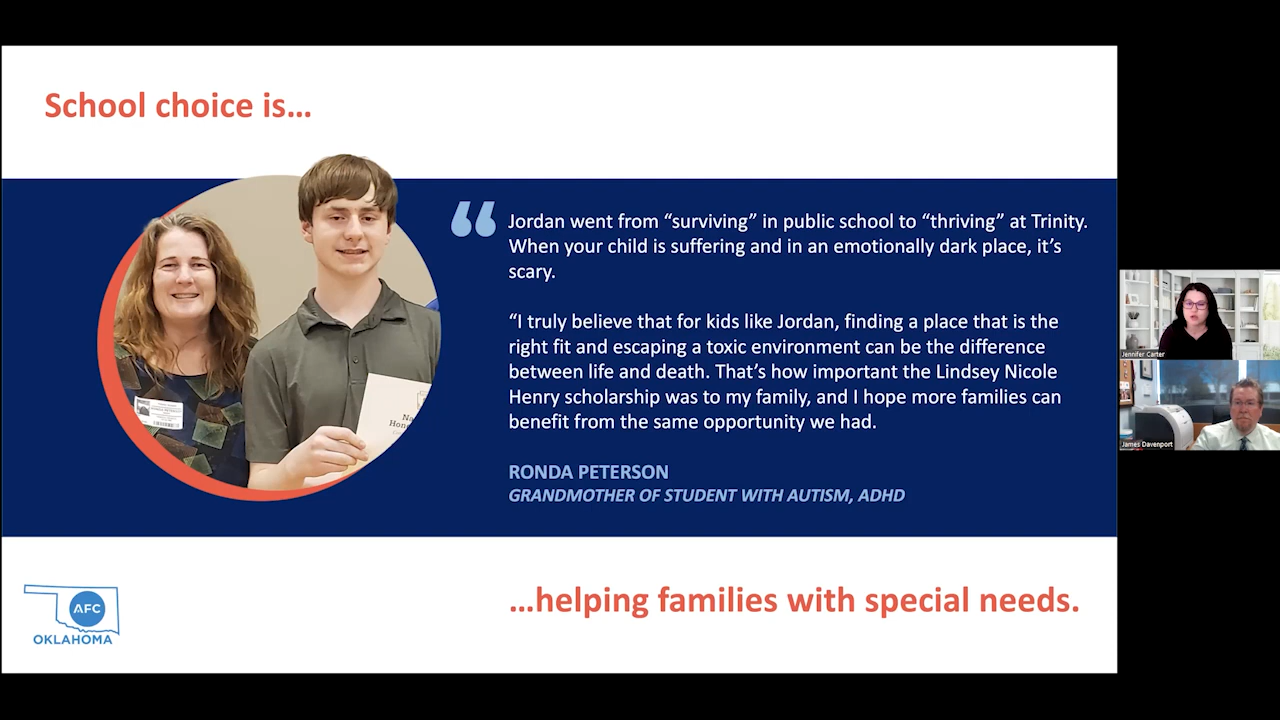 School choice is...
“
Jordan went from “surviving” in public school to “thriving” at Trinity.
When your child is suffering and in an emotionally dark place, it’s
scary.
“I truly believe that for kids like Jordan, finding a place that is the
right fit and escaping a toxic environment can be the difference
between life and death. That’s how important the Lindsey Nicole
Henry scholarship was to my family, and I hope more families can
benefit from the same opportunity we had.
RONDA PETERSON
GRANDMOTHER OF STUDENT WITH AUTISM, ADHD
...helping families with special needs.
AFC
OKLAHOMA
Jennifer Carter
James Davenport